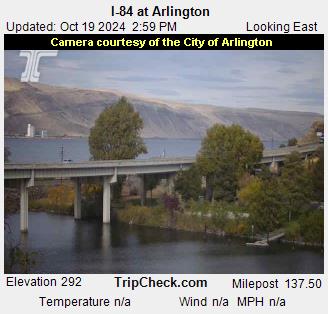 I-84 at Arlington
Updated: Oct 19 2024 2:59 PM Looking East
Camera courtesy of the City of Arlington
Elevation 292 TripCheck.com Milepost 137.50
Temperature n/a Wind n/a MPH n/a